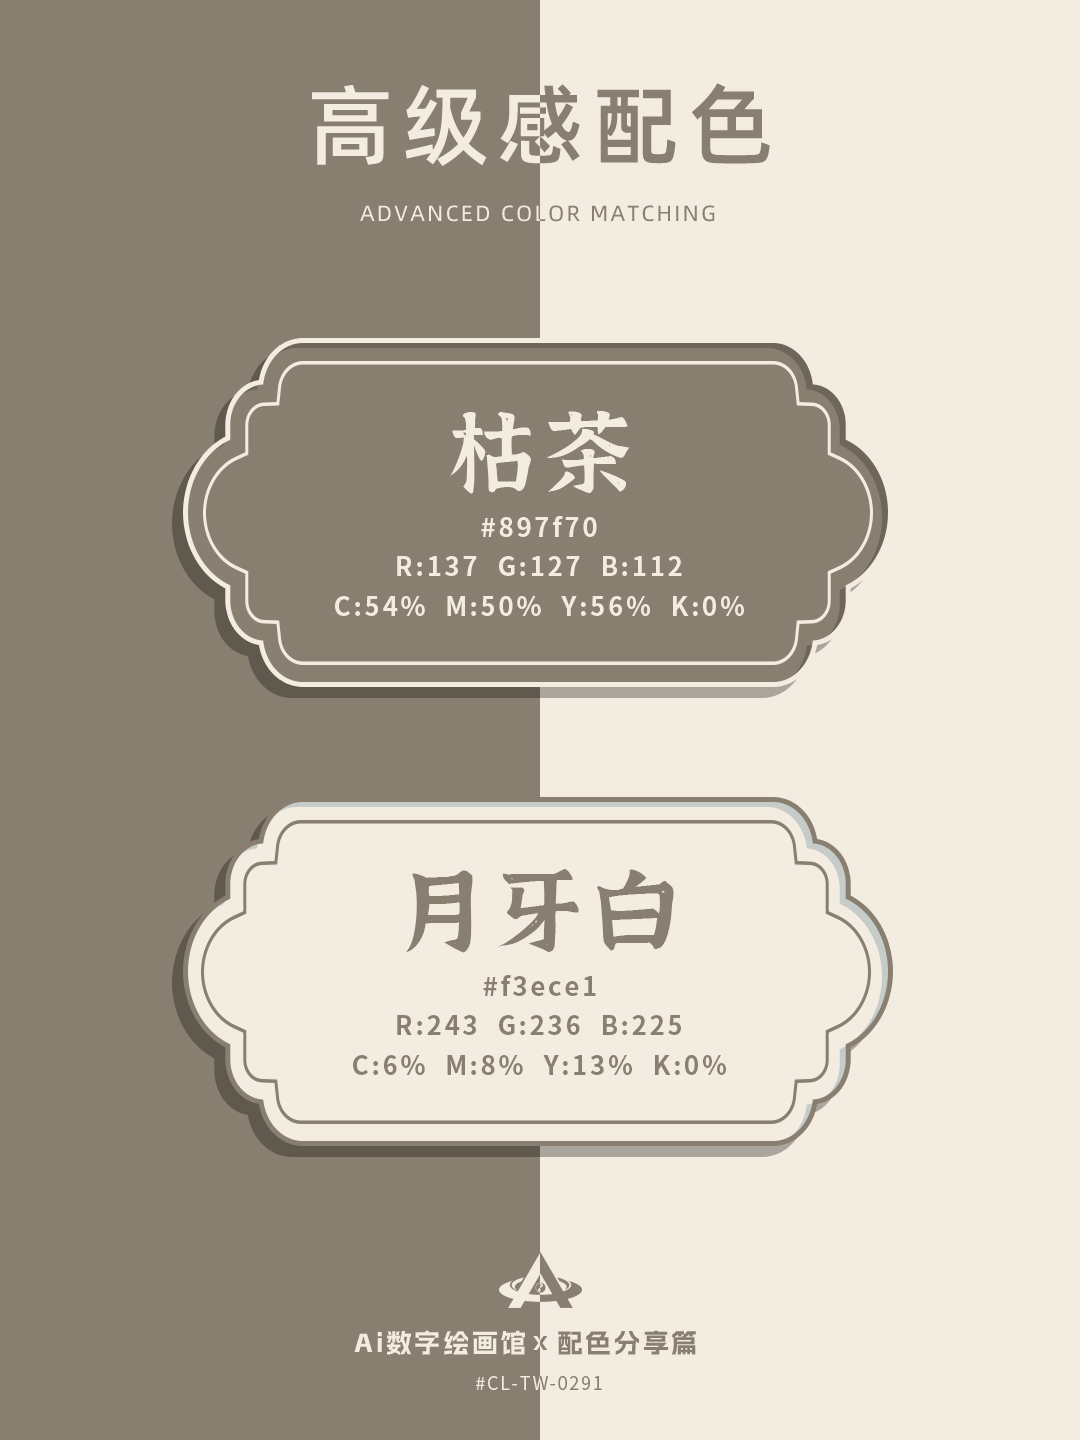 高级感配色
ADVANCED COLOR MATCHING
枯茶
#897f70
R:137 G:127 B:112
C:54% M:50% Y:56% K:0%
月牙白
#f3ece1
R:243 G:236 B:225
C:6% M:8% Y:13% K:0%
Ai数字绘画馆 x 配色分享篇
#CL-TW-0291